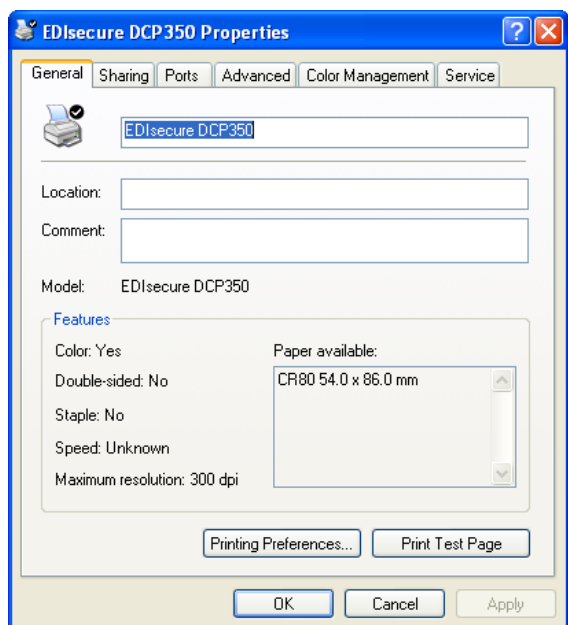 EDIsecure DCP350 Properties
General Sharing Ports Advanced Color Management Service
EDIsecure DCP350
Location:
Comment:
Model: EDIsecure DCP350
Features
Color: Yes Paper available:
Double-sided: No CR80 54.0 x 86.0 mm
Staple: No
Speed: Unknown
Maximum resolution: 300 dpi
Printing Preferences... Print Test Page
OK Cancel Apply